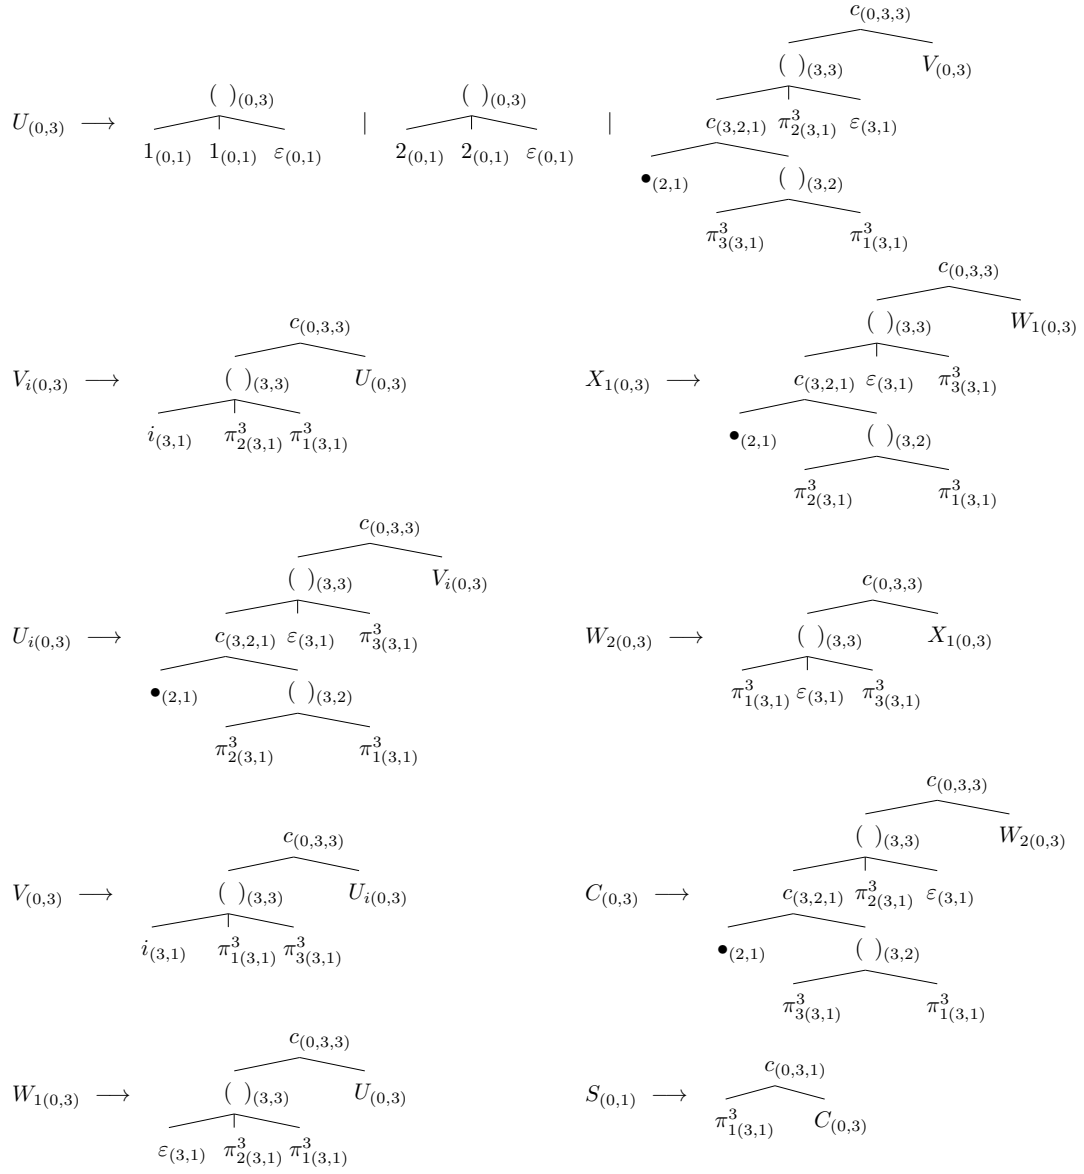 U(0,3) ⟶ ( )(0,3) | ( )(0,3) | c(0,3,3)
1(0,1) 1(0,1) ε(0,1) 2(0,1) 2(0,1) ε(0,1) ( )(3,3) V(0,3)
c(3,2,1) π³₂(3,1) ε(3,1)
•(2,1) ( )(3,2)
π³₃(3,1) π³₁(3,1)
Vi(0,3) ⟶ c(0,3,3)
( )(3,3) U(0,3)
i(3,1) π³₂(3,1) π³₁(3,1)
X1(0,3) ⟶ c(0,3,3)
( )(3,3) W1(0,3)
c(3,2,1) ε(3,1) π³₃(3,1)
•(2,1) ( )(3,2)
π³₂(3,1) π³₁(3,1)
Ui(0,3) ⟶ c(0,3,3)
( )(3,3) Vi(0,3)
c(3,2,1) ε(3,1) π³₃(3,1)
•(2,1) ( )(3,2)
π³₂(3,1) π³₁(3,1)
W2(0,3) ⟶ c(0,3,3)
( )(3,3) X1(0,3)
π³₁(3,1) ε(3,1) π³₃(3,1)
V(0,3) ⟶ c(0,3,3)
( )(3,3) Ui(0,3)
i(3,1) π³₁(3,1) π³₃(3,1)
C(0,3) ⟶ c(0,3,3)
( )(3,3) W2(0,3)
c(3,2,1) π³₂(3,1) ε(3,1)
•(2,1) ( )(3,2)
π³₃(3,1) π³₁(3,1)
W1(0,3) ⟶ c(0,3,3)
( )(3,3) U(0,3)
ε(3,1) π³₂(3,1) π³₁(3,1)
S(0,1) ⟶ c(0,3,1)
π³₁(3,1) C(0,3)